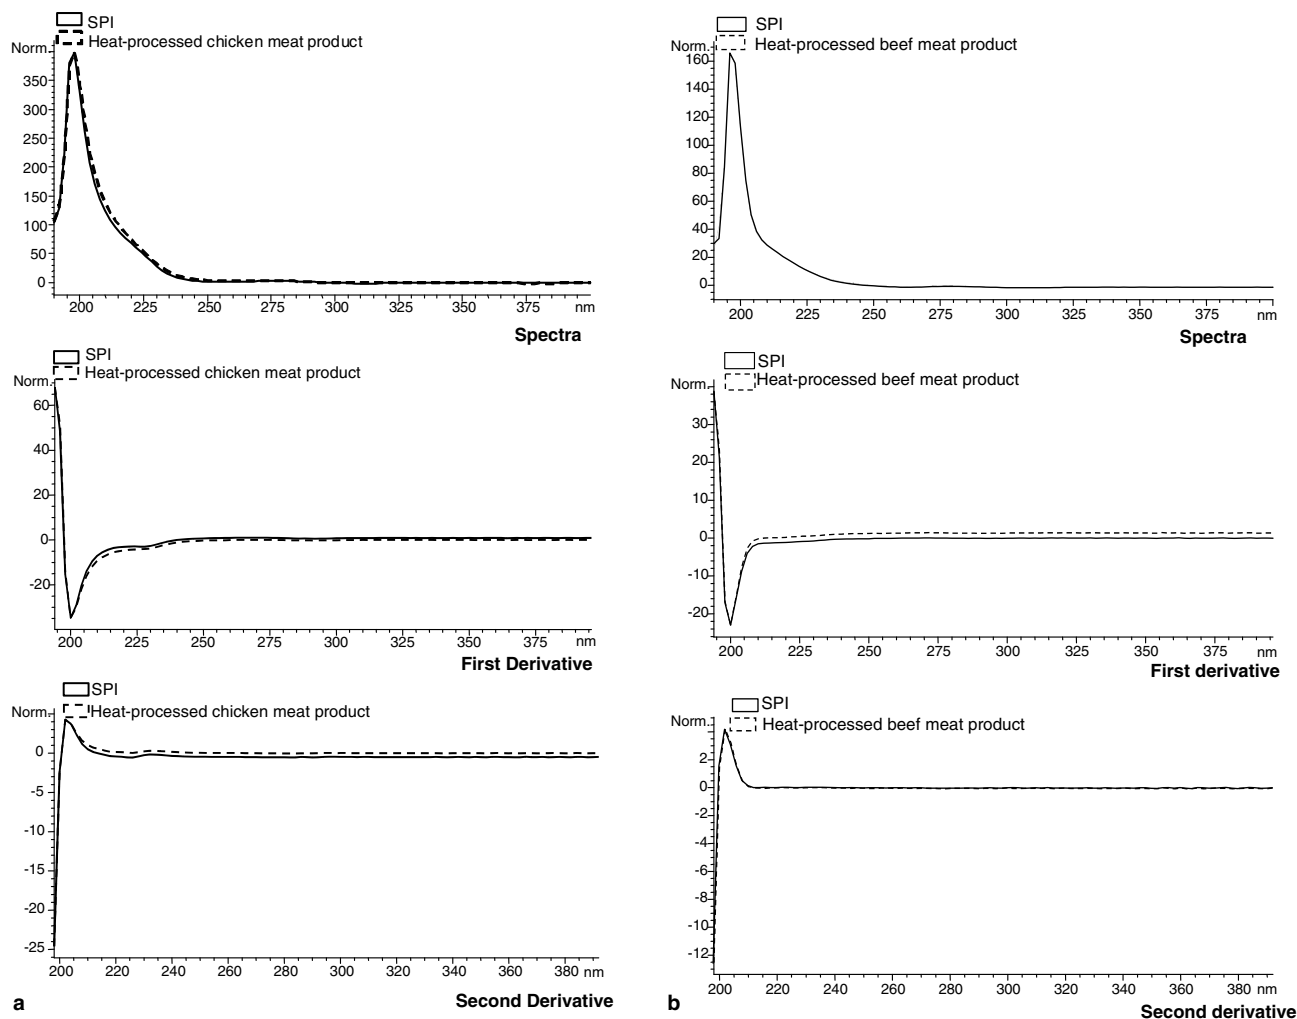 SPI
Heat-processed chicken meat product
Norm.
350
300
250
200
150
100
50
0
200 225 250 275 300 325 350 375 nm
Spectra
SPI
Heat-processed beef meat product
Norm.
160
140
120
100
80
60
40
20
0
200 225 250 275 300 325 350 375 nm
Spectra
SPI
Heat-processed chicken meat product
Norm.
60
40
20
0
-20
200 225 250 275 300 325 350 375 nm
First Derivative
SPI
Heat-processed beef meat product
Norm.
30
20
10
0
-10
-20
200 225 250 275 300 325 350 375 nm
First derivative
SPI
Heat-processed chicken meat product
Norm.
0
-5
-10
-15
-20
-25
200 220 240 260 280 300 320 340 360 380 nm
a
Second Derivative
SPI
Heat-processed beef meat product
Norm.
2
0
-2
-4
-6
-8
-10
-12
200 220 240 260 280 300 320 340 360 380 nm
b
Second derivative